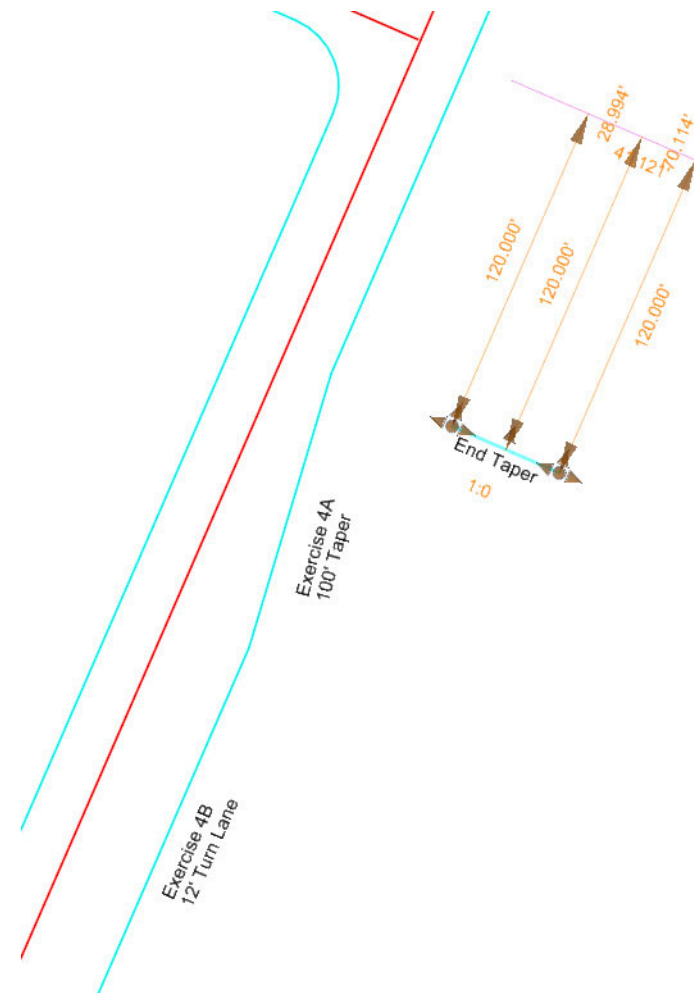 28.994'
70.114'
120.000'
120.000'
120.000'
End Taper
1:0
Exercise 4A
100' Taper
Exercise 4B
12' Turn Lane